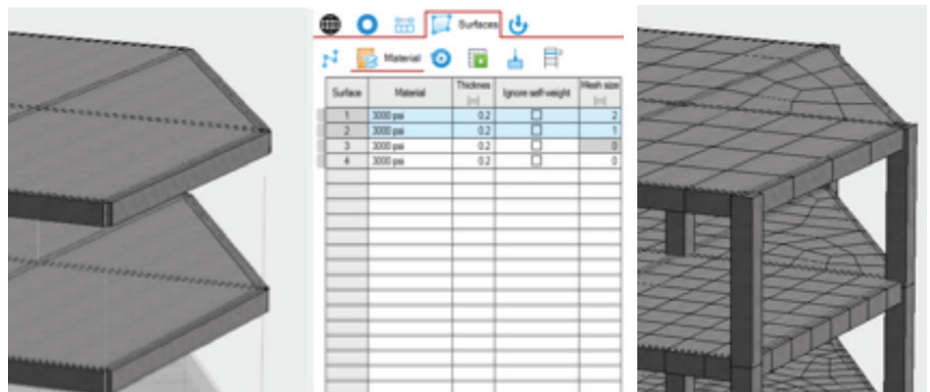 Surfaces
Material
Surface Material Thicknes [m] Ignore self-weight Mesh size [m]
1 3000 psi 0.2 2
2 3000 psi 0.2 1
3 3000 psi 0.2 0
4 3000 psi 0.2 0